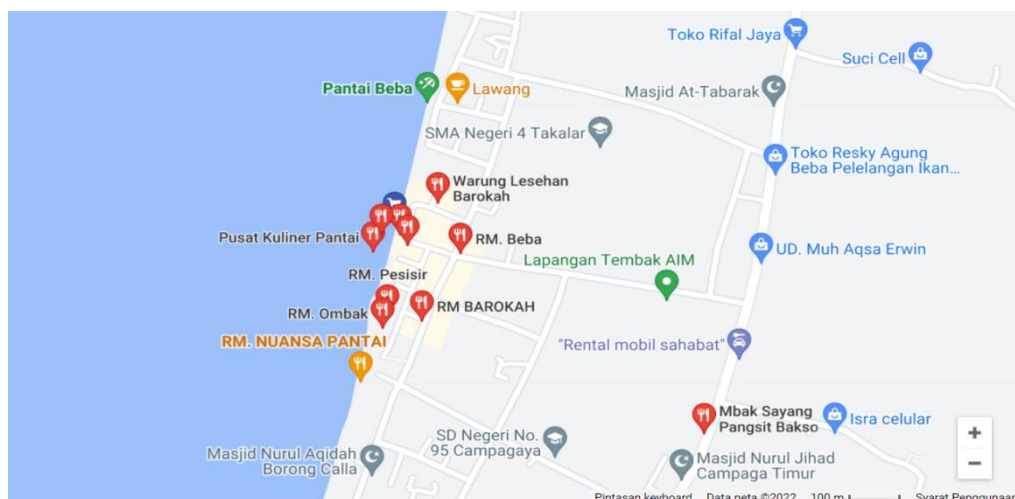 Toko Rifal Jaya
Suci Cell
Pantai Beba
Lawang
Masjid At-Tabarak
SMA Negeri 4 Takalar
Toko Resky Agung
Beba Pelelangan Ikan...
Warung Lesehan
Barokah
Pusat Kuliner Pantai
RM. Beba
UD. Muh Aqsa Erwin
Lapangan Tembak AIM
RM. Pesisir
RM. Ombak
RM BAROKAH
RM. NUANSA PANTAI
"Rental mobil sahabat"
Mbak Sayang
Pangsit Bakso
Isra celular
SD Negeri No.
95 Campagaya
Masjid Nurul Aqidah
Borong Calla
Masjid Nurul Jihad
Campaga Timur
+
−
Pintasan keyboard Data peta ©2022 100 m Syarat Penggunaan